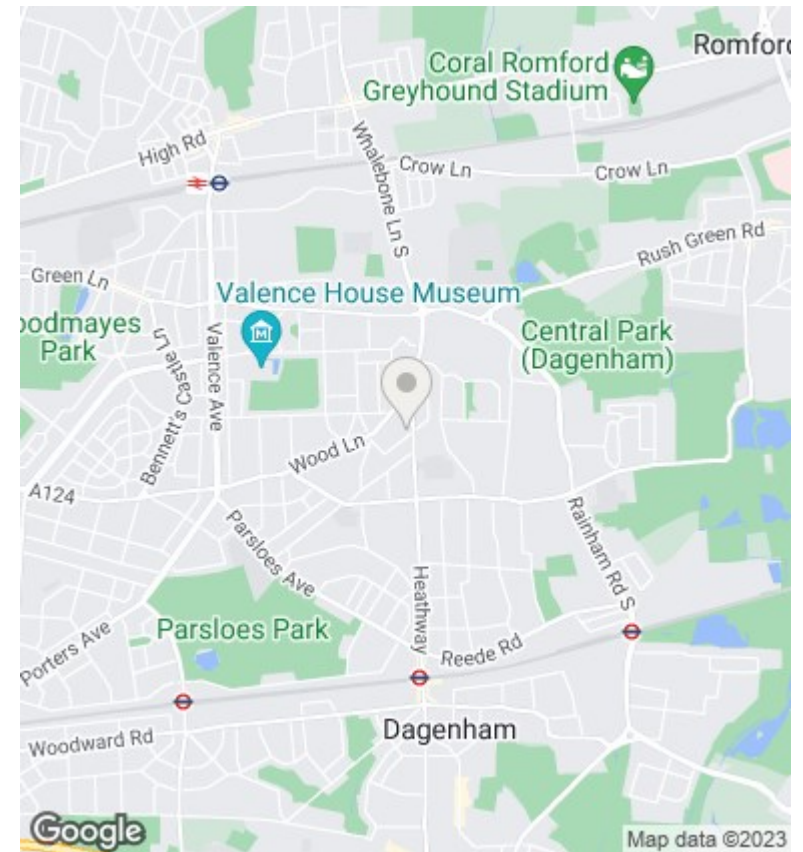 Romford
Coral Romford
Greyhound Stadium
High Rd
Whalebone Ln S
Crow Ln
Crow Ln
Rush Green Rd
Green Ln
Valence House Museum
M
oodmayes
Park
Bennett's Castle Ln
Valence Ave
Central Park
(Dagenham)
Wood Ln
A124
Parsloes Ave
Rainham Rd S
Heathway
Parsloes Park
Porters Ave
Reede Rd
Dagenham
Woodward Rd
Google
Map data ©2023